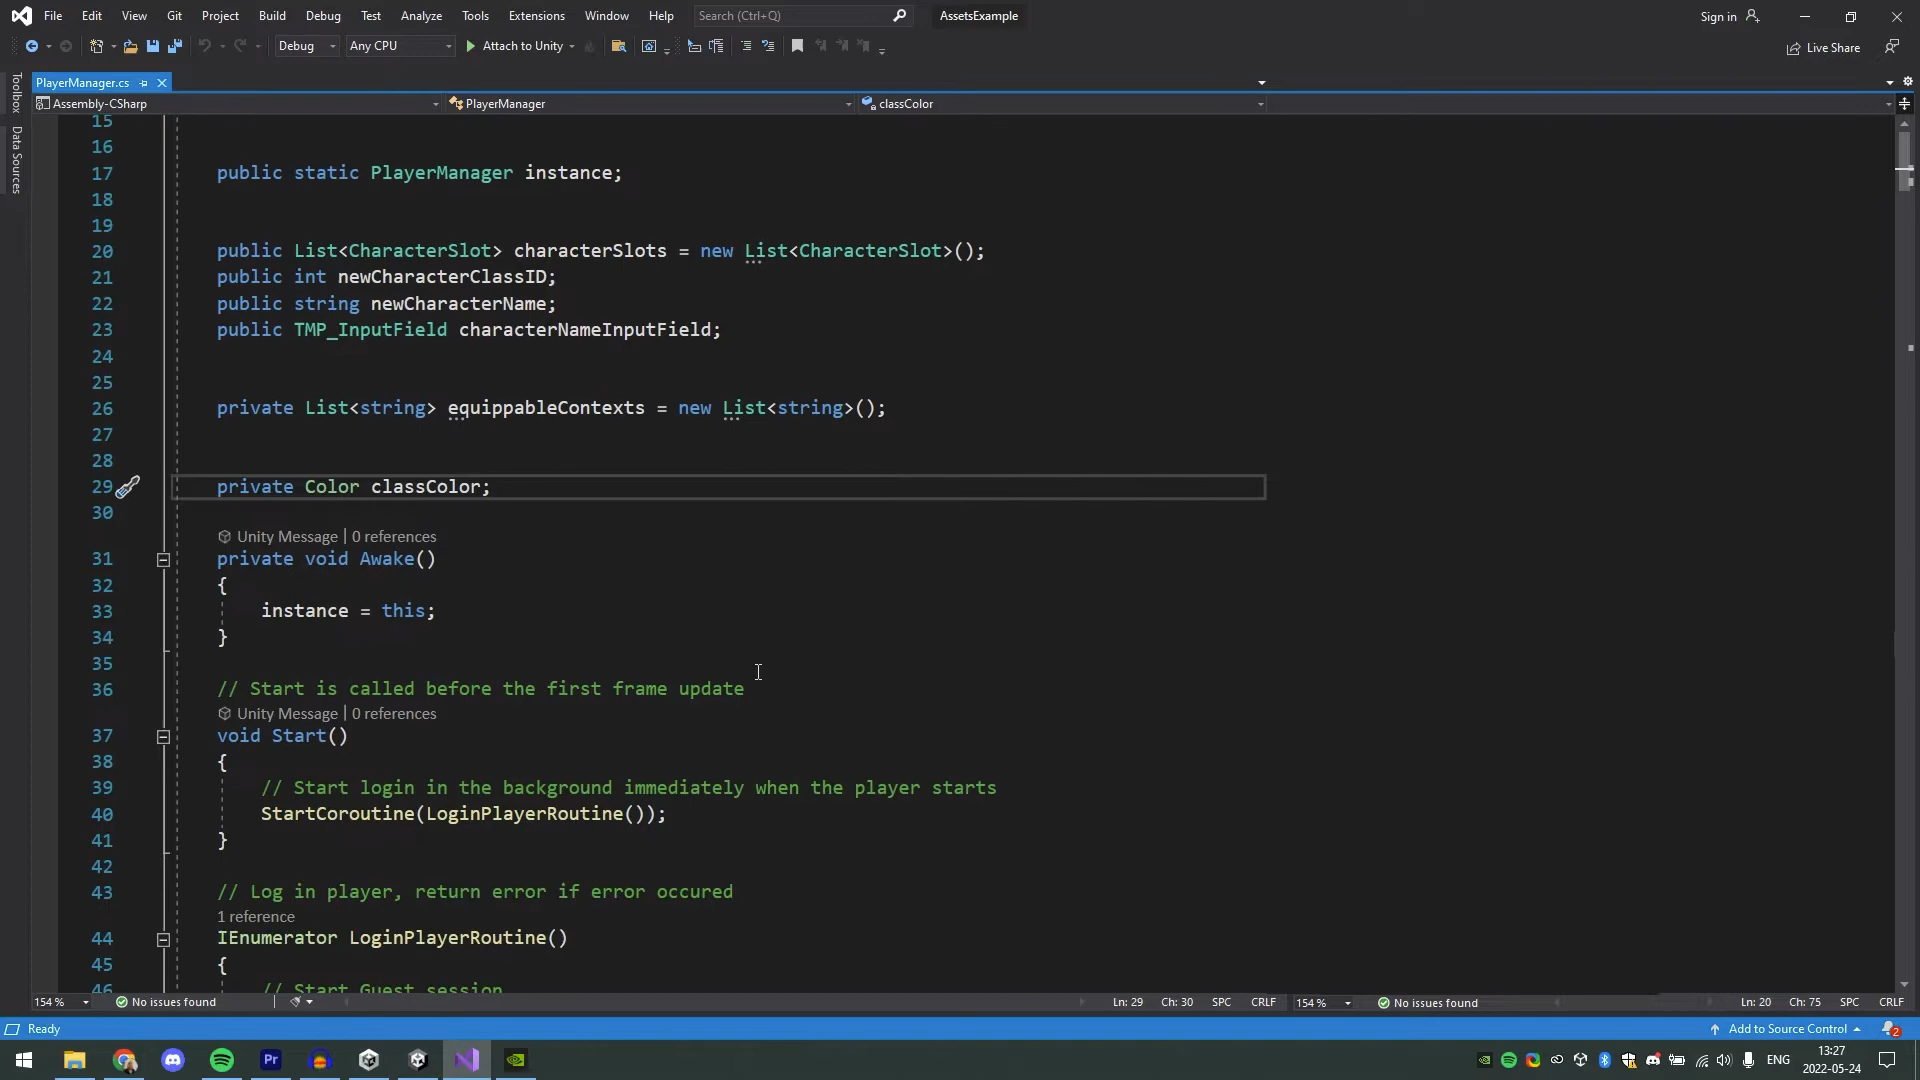 File Edit View Git Project Build Debug Test Analyze Tools Extensions Window Help Search (Ctrl+Q) AssetsExample Sign in
Debug Any CPU Attach to Unity Live Share
Toolbox
Data Sources
PlayerManager.cs
Assembly-CSharp PlayerManager classColor
15
16
17 public static PlayerManager instance;
18
19
20 public List<CharacterSlot> characterSlots = new List<CharacterSlot>();
21 public int newCharacterClassID;
22 public string newCharacterName;
23 public TMP_InputField characterNameInputField;
24
25
26 private List<string> equippableContexts = new List<string>();
27
28
29 private Color classColor;
30
Unity Message | 0 references
31 private void Awake()
32 {
33 instance = this;
34 }
35
36 // Start is called before the first frame update
Unity Message | 0 references
37 void Start()
38 {
39 // Start login in the background immediately when the player starts
40 StartCoroutine(LoginPlayerRoutine());
41 }
42
43 // Log in player, return error if error occured
1 reference
44 IEnumerator LoginPlayerRoutine()
45 {
46 // Start Guest session
154 % No issues found Ln: 29 Ch: 30 SPC CRLF 154 % No issues found Ln: 20 Ch: 75 SPC CRLF
Ready Add to Source Control 2
Pr ENG 13:27
2022-05-24